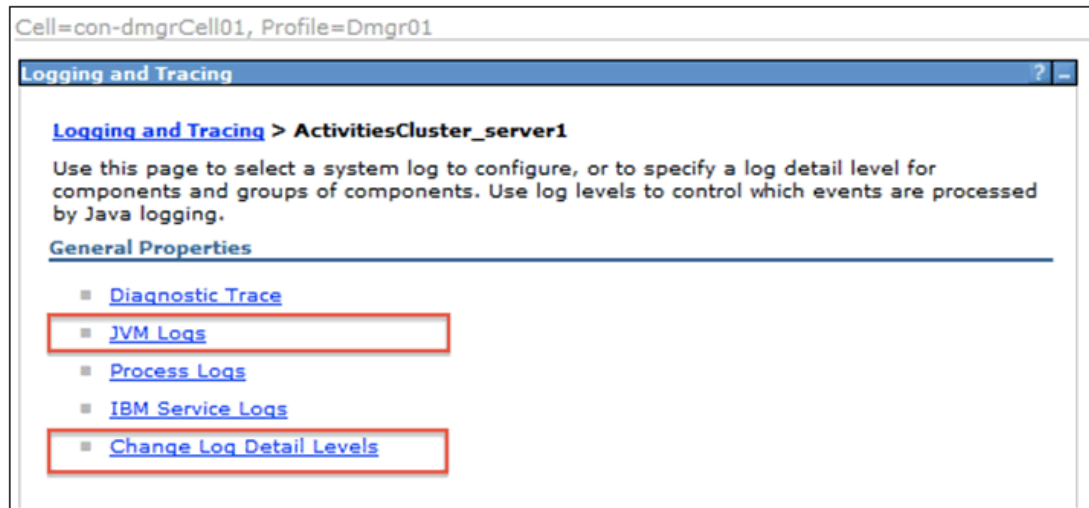 Cell=con-dmgrCell01, Profile=Dmgr01
Logging and Tracing ? -
Logging and Tracing > ActivitiesCluster_server1
Use this page to select a system log to configure, or to specify a log detail level for
components and groups of components. Use log levels to control which events are processed
by Java logging.
General Properties
Diagnostic Trace
JVM Logs
Process Logs
IBM Service Logs
Change Log Detail Levels